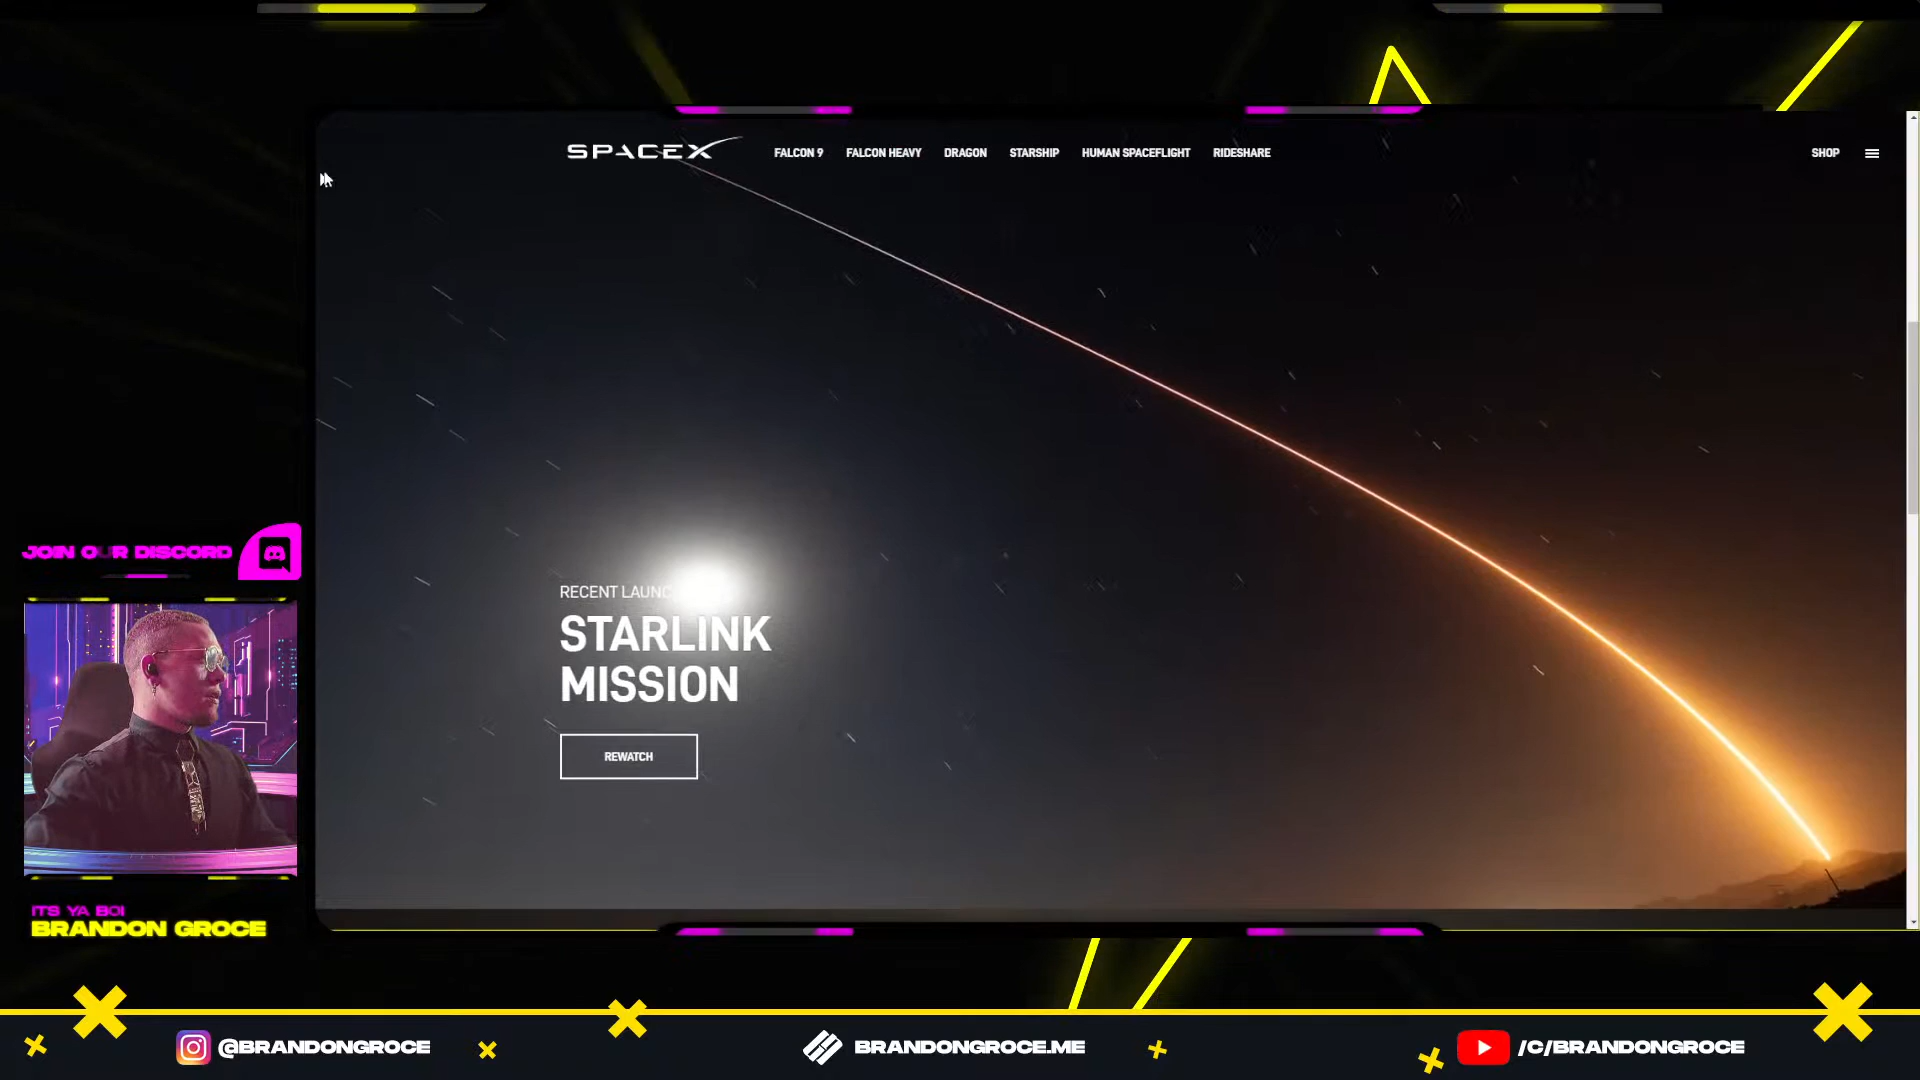 SPACEX
FALCON 9 FALCON HEAVY DRAGON STARSHIP HUMAN SPACEFLIGHT RIDESHARE
SHOP
RECENT LAUNC
STARLINK
MISSION
REWATCH
JOIN OUR DISCORD
ITS YA BOI
BRANDON GROCE
@BRANDONGROCE
BRANDONGROCE.ME
/C/BRANDONGROCE